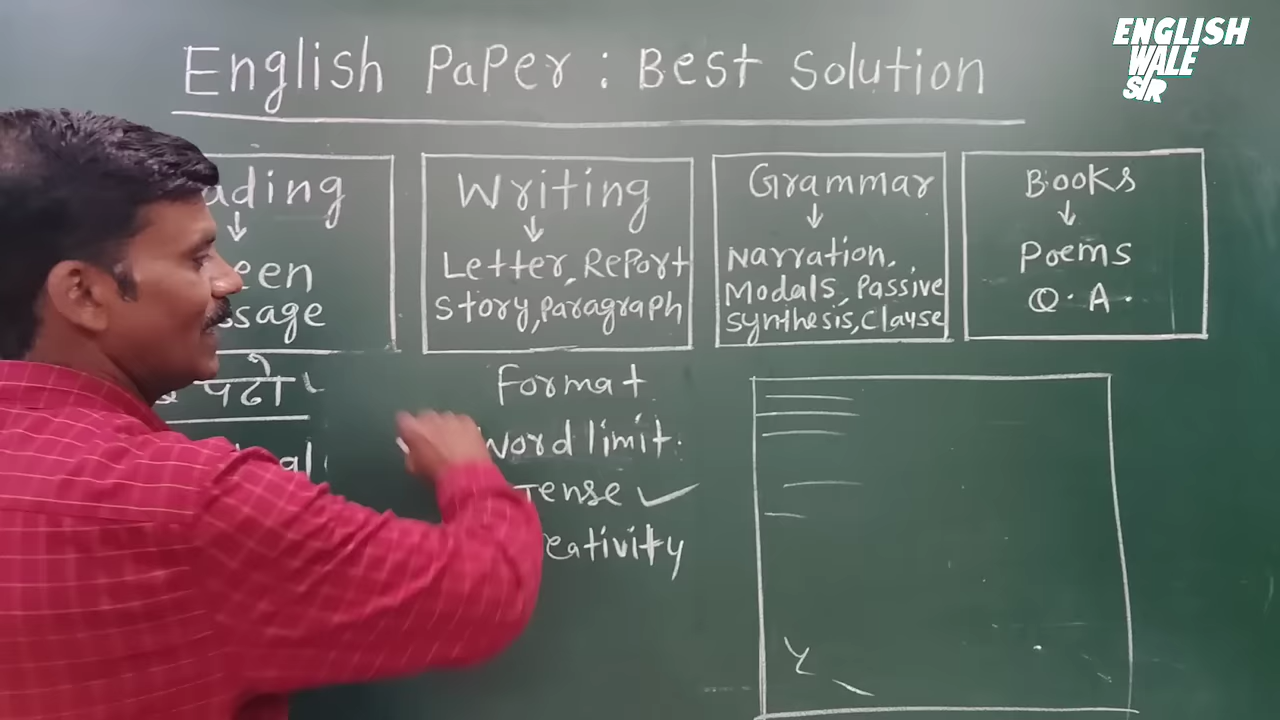 English Paper : Best Solution
ENGLISH
WALE
SIR
Writing
↓
Letter, Report
Story, Paragraph
Grammar
↓
Narration,
Modals, Passive
Synthesis, Clause
Books
↓
Poems
Q. A.
पढो
Format
Word limit.
Tense ✓